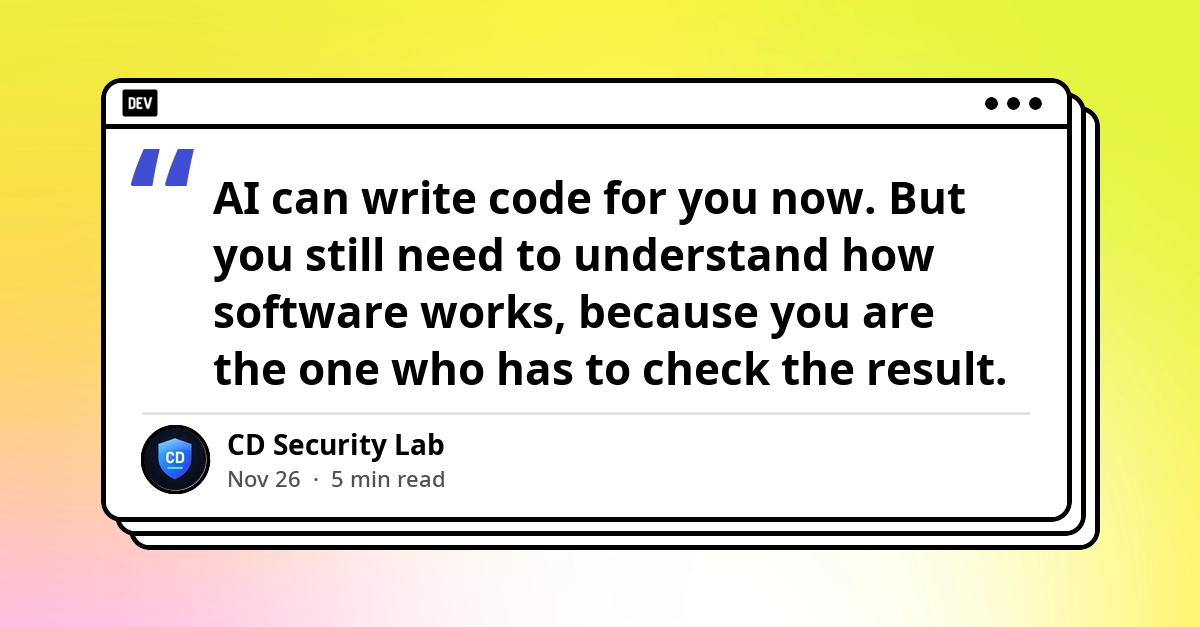 DEV
AI can write code for you now. But
you still need to understand how
software works, because you are
the one who has to check the result.
CD
CD Security Lab
Nov 26 · 5 min read